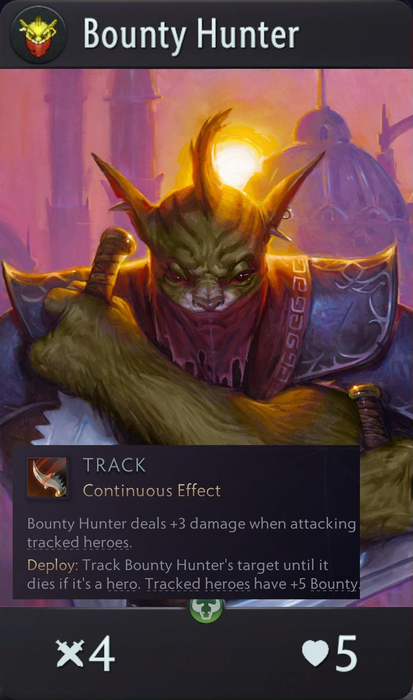 Bounty Hunter
TRACK
Continuous Effect
Bounty Hunter deals +3 damage when attacking
tracked heroes.
Deploy: Track Bounty Hunter's target until it
dies if it's a hero. Tracked heroes have +5 Bounty.
4
5